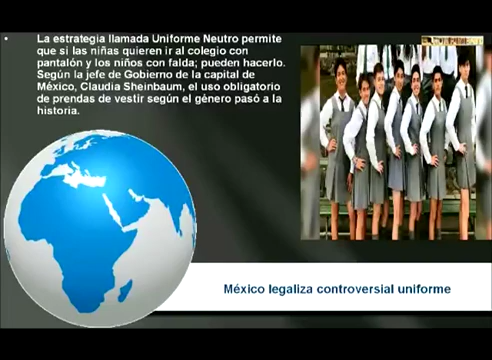 • La estrategia llamada Uniforme Neutro permite
que si las niñas quieren ir al colegio con
pantalón y los niños con falda; pueden hacerlo.
Según la jefe de Gobierno de la capital de
México, Claudia Sheinbaum, el uso obligatorio
de prendas de vestir según el género pasó a la
historia.
México legaliza controversial uniforme